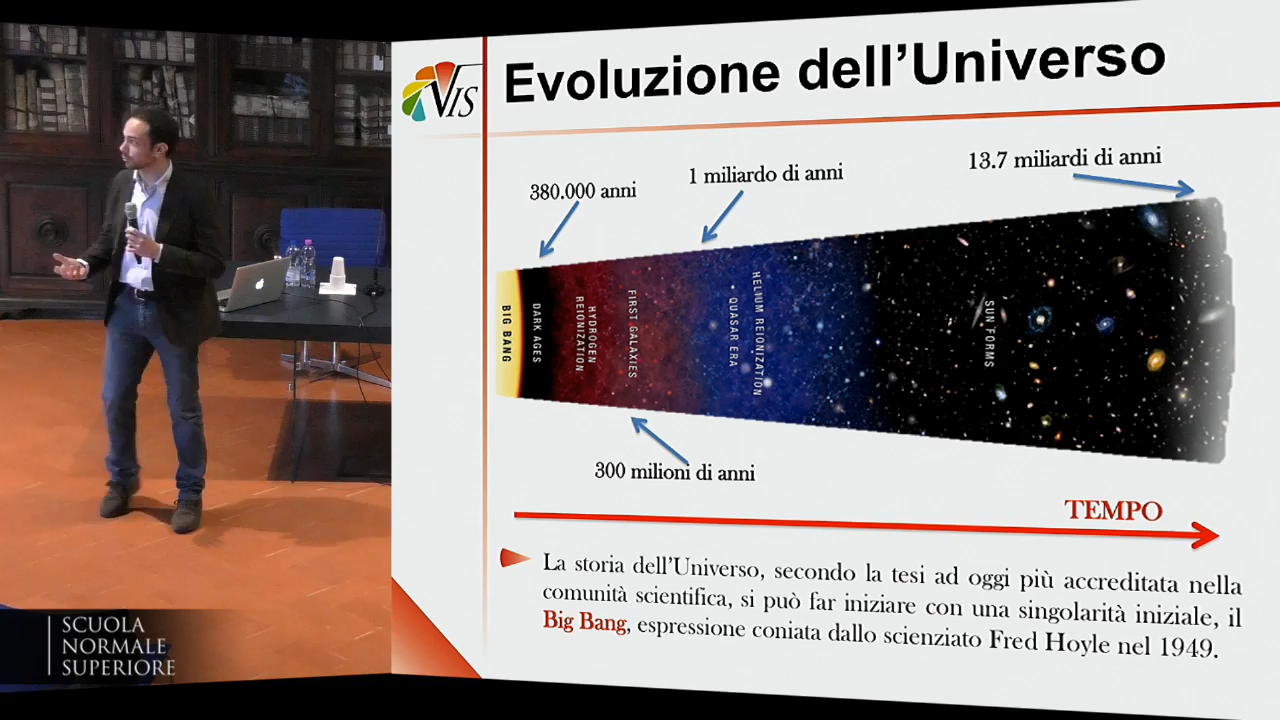 VIS
Evoluzione dell'Universo
380.000 anni
1 miliardo di anni
13.7 miliardi di anni
BIG BANG
DARK AGES
HYDROGEN
REIONIZATION
FIRST GALAXIES
HELIUM REIONIZATION
QUASAR ERA
SUN FORMS
300 milioni di anni
TEMPO
La storia dell'Universo, secondo la tesi ad oggi più accreditata nella
comunità scientifica, si può far iniziare con una singolarità iniziale, il
Big Bang, espressione coniata dallo scienziato Fred Hoyle nel 1949.
SCUOLA
NORMALE
SUPERIORE